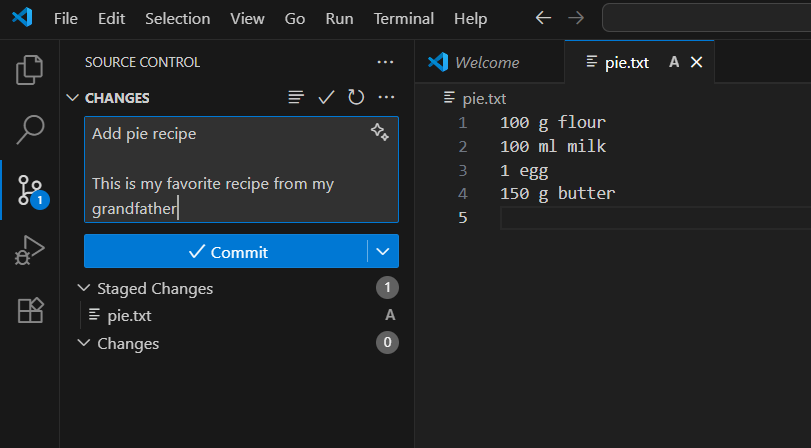 File Edit Selection View Go Run Terminal Help
SOURCE CONTROL
Welcome
pie.txt A
CHANGES
pie.txt
Add pie recipe
This is my favorite recipe from my
grandfather
1
Commit
Staged Changes 1
pie.txt A
Changes 0
1 100 g flour
2 100 ml milk
3 1 egg
4 150 g butter
5